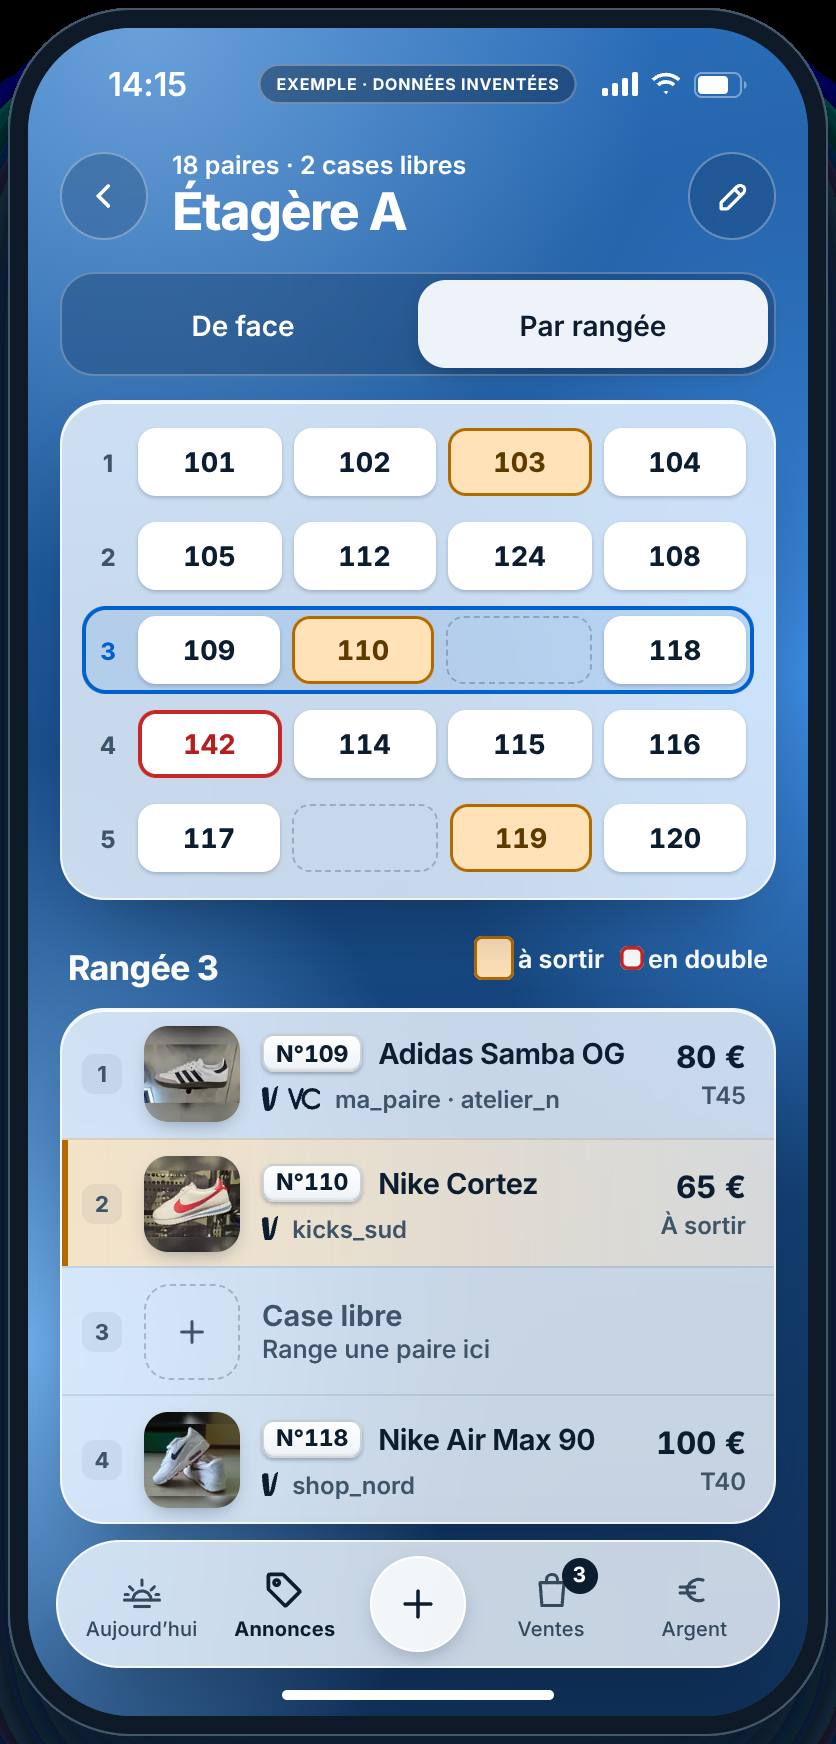 14:15
EXEMPLE · DONNÉES INVENTÉES
18 paires · 2 cases libres
Étagère A
De face
Par rangée
1 101 102 103 104
2 105 112 124 108
3 109 110 118
4 142 114 115 116
5 117 119 120
Rangée 3
à sortir
en double
1
N°109 Adidas Samba OG 80 €
V VC ma_paire · atelier_n T45
2
N°110 Nike Cortez 65 €
V kicks_sud À sortir
3
Case libre
Range une paire ici
4
N°118 Nike Air Max 90 100 €
V shop_nord T40
3
Aujourd’hui Annonces Ventes Argent